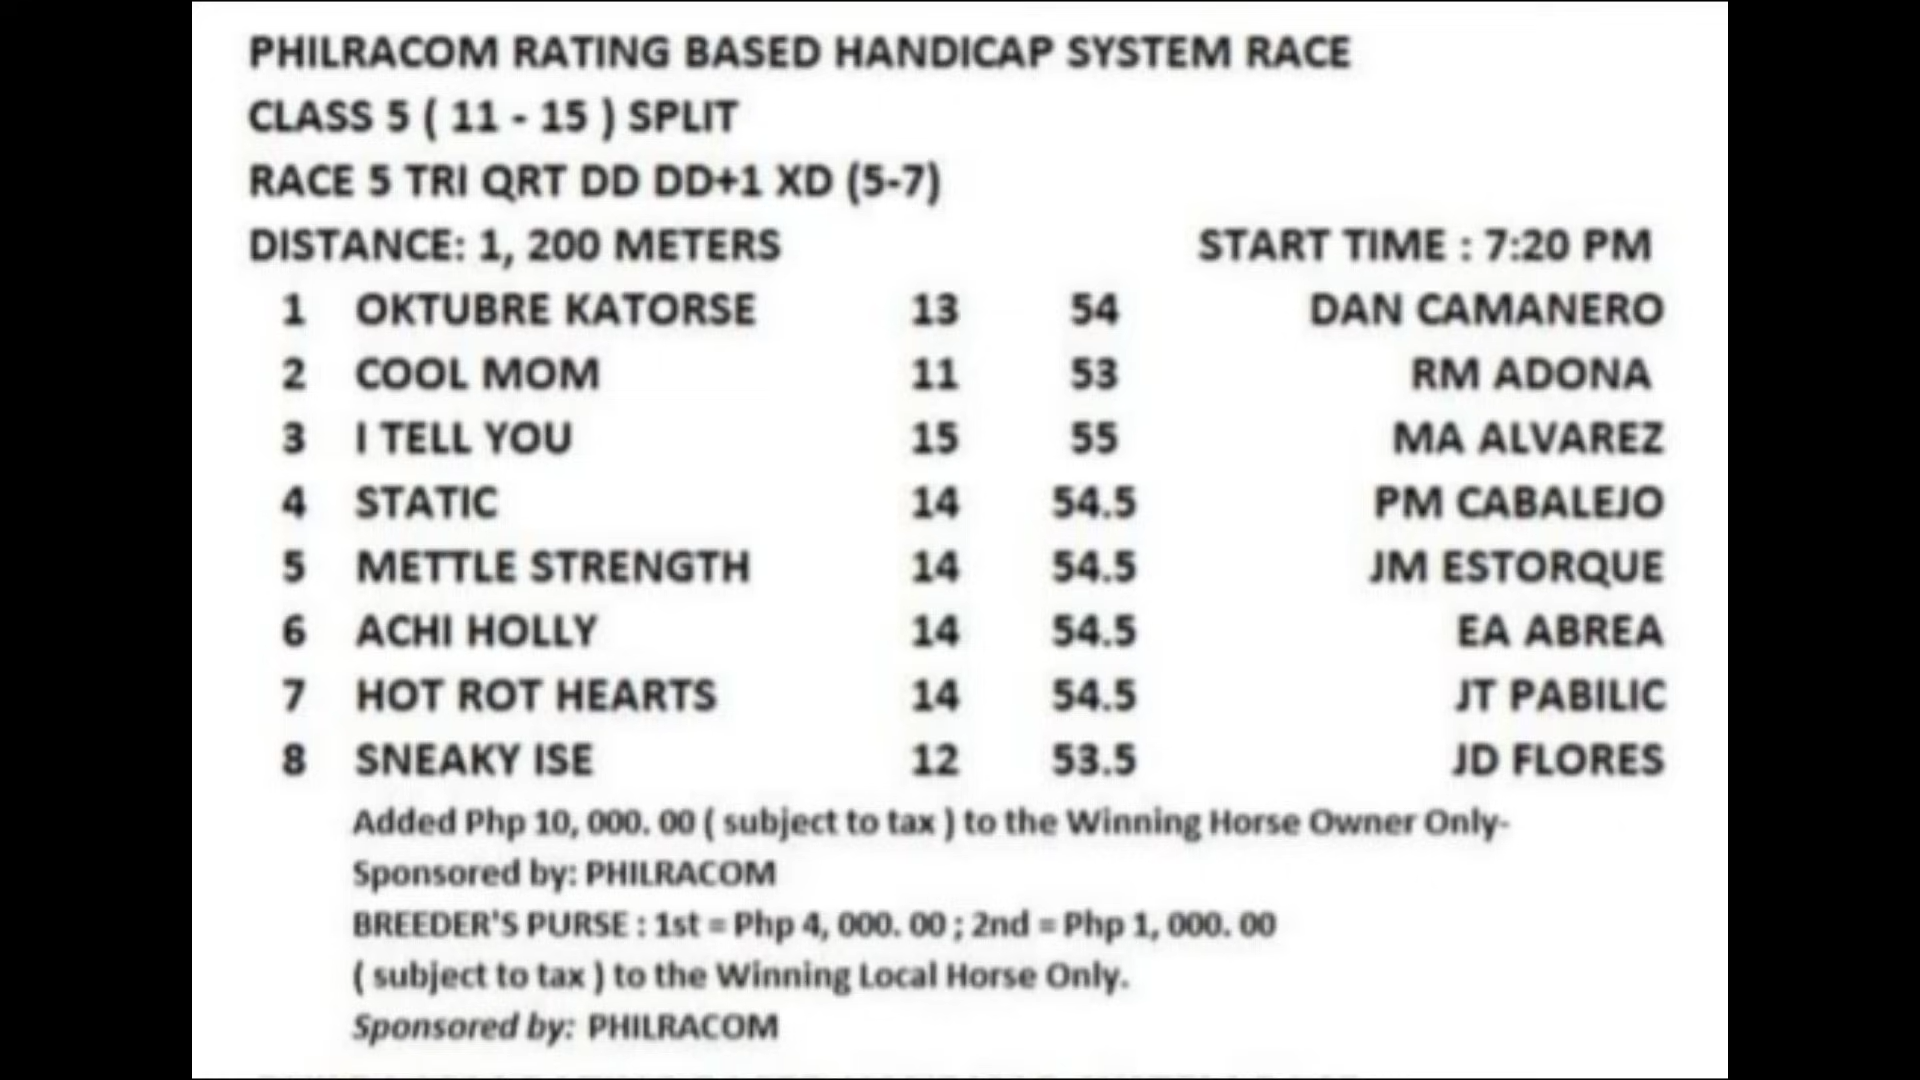 PHILRACOM RATING BASED HANDICAP SYSTEM RACE
CLASS 5 ( 11 - 15 ) SPLIT
RACE 5 TRI QRT DD DD+1 XD (5-7)
DISTANCE: 1, 200 METERS START TIME : 7:20 PM
1 OKTUBRE KATORSE 13 54 DAN CAMANERO
2 COOL MOM 11 53 RM ADONA
3 I TELL YOU 15 55 MA ALVAREZ
4 STATIC 14 54.5 PM CABALEJO
5 METTLE STRENGTH 14 54.5 JM ESTORQUE
6 ACHI HOLLY 14 54.5 EA ABREA
7 HOT ROT HEARTS 14 54.5 JT PABILIC
8 SNEAKY ISE 12 53.5 JD FLORES
Added Php 10, 000. 00 ( subject to tax ) to the Winning Horse Owner Only-
Sponsored by: PHILRACOM
BREEDER'S PURSE : 1st = Php 4, 000. 00 ; 2nd = Php 1, 000. 00
( subject to tax ) to the Winning Local Horse Only.
Sponsored by: PHILRACOM